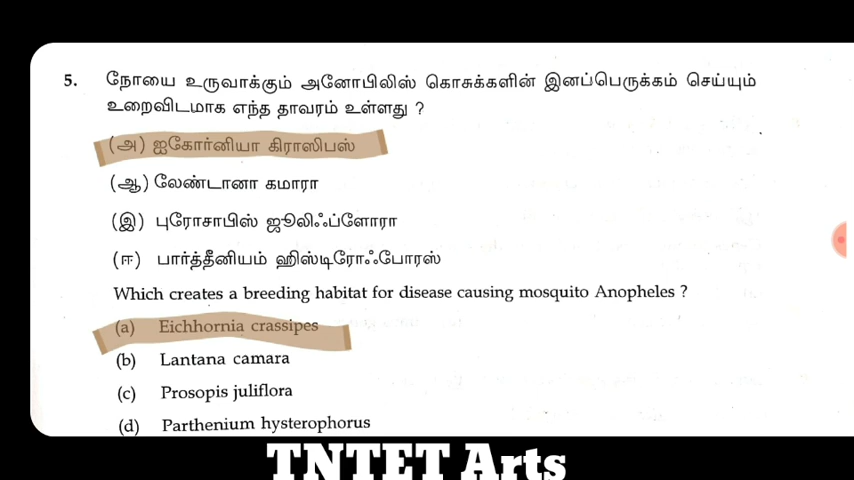 5. நோயை உருவாக்கும் அனோபிலிஸ் கொசுக்களின் இனப்பெருக்கம் செய்யும்
உறைவிடமாக எந்த தாவரம் உள்ளது ?
(அ) ஐகோர்னியா கிராஸிபஸ்
(ஆ) லேண்டானா கமாரா
(இ) புரோசாபிஸ் ஜூலிஃப்ளோரா
(ஈ) பார்த்தீனியம் ஹிஸ்டிரோஃபோரஸ்
Which creates a breeding habitat for disease causing mosquito Anopheles ?
(a) Eichhornia crassipes
(b) Lantana camara
(c) Prosopis juliflora
(d) Parthenium hysterophorus
TNTET Arts